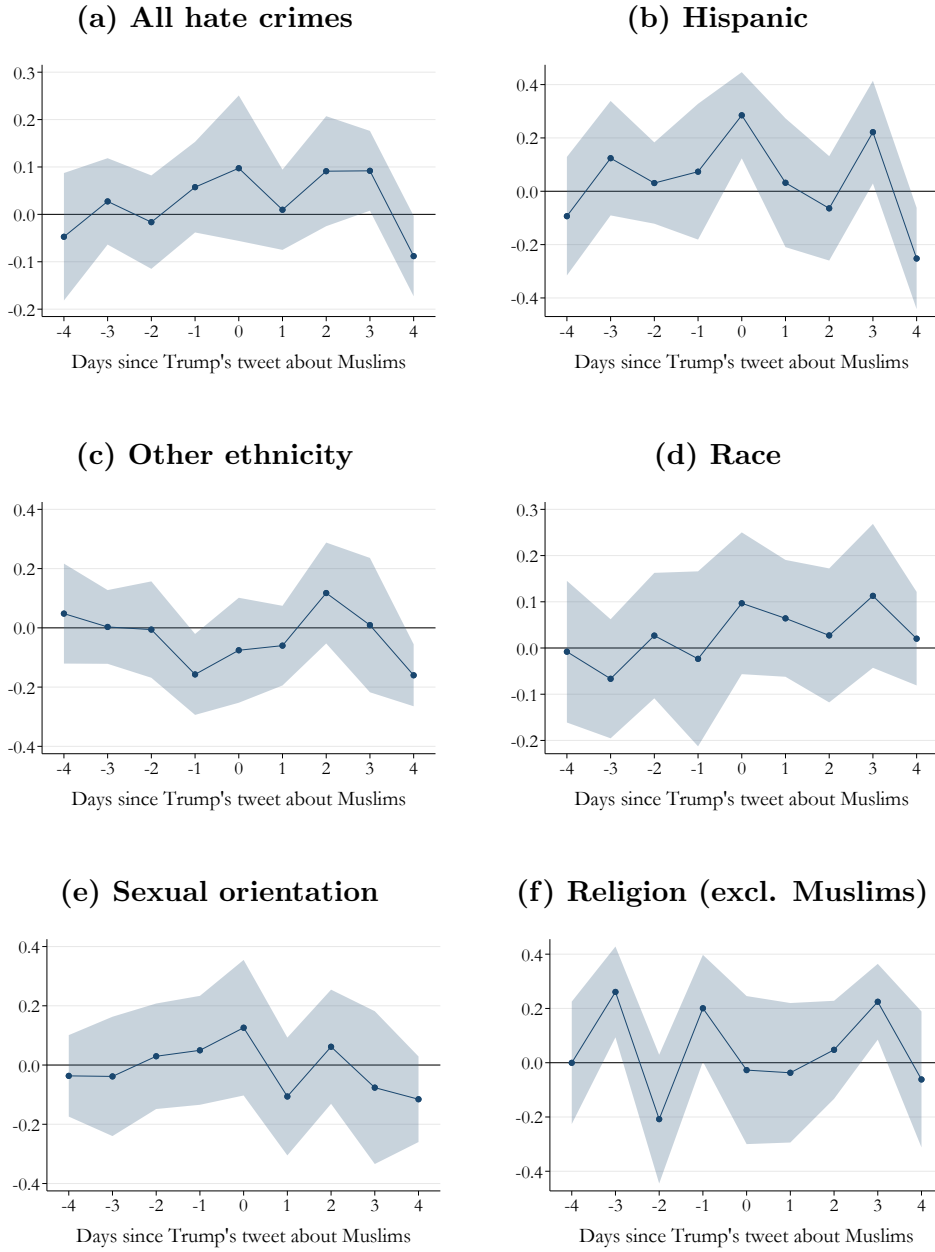 (a) All hate crimes
0.3
0.2
0.1
0.0
-0.1
-0.2
-4 -3 -2 -1 0 1 2 3 4
Days since Trump's tweet about Muslims
(b) Hispanic
0.4
0.2
0.0
-0.2
-0.4
-4 -3 -2 -1 0 1 2 3 4
Days since Trump's tweet about Muslims
(c) Other ethnicity
0.4
0.2
0.0
-0.2
-0.4
-4 -3 -2 -1 0 1 2 3 4
Days since Trump's tweet about Muslims
(d) Race
0.3
0.2
0.1
0.0
-0.1
-0.2
-4 -3 -2 -1 0 1 2 3 4
Days since Trump's tweet about Muslims
(e) Sexual orientation
0.4
0.2
0.0
-0.2
-0.4
-4 -3 -2 -1 0 1 2 3 4
Days since Trump's tweet about Muslims
(f) Religion (excl. Muslims)
0.4
0.2
0.0
-0.2
-0.4
-4 -3 -2 -1 0 1 2 3 4
Days since Trump's tweet about Muslims